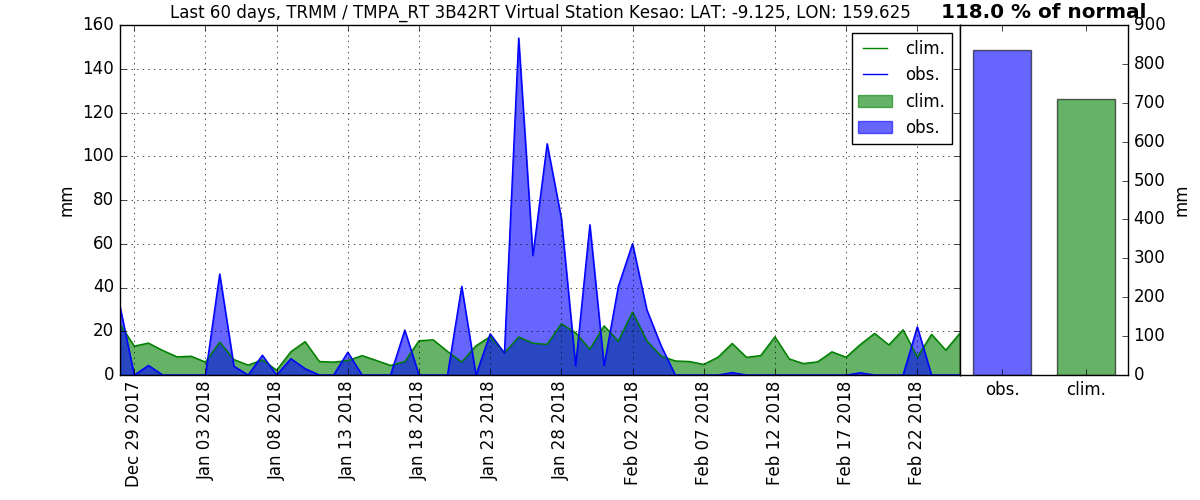 Last 60 days, TRMM / TMPA_RT 3B42RT Virtual Station Kesao: LAT: -9.125, LON: 159.625
118.0 % of normal
160
140
120
100
80
60
40
20
0
mm
clim.
obs.
clim.
obs.
Dec 29 2017
Jan 03 2018
Jan 08 2018
Jan 13 2018
Jan 18 2018
Jan 23 2018
Jan 28 2018
Feb 02 2018
Feb 07 2018
Feb 12 2018
Feb 17 2018
Feb 22 2018
900
800
700
600
500
400
300
200
100
0
mm
obs.
clim.